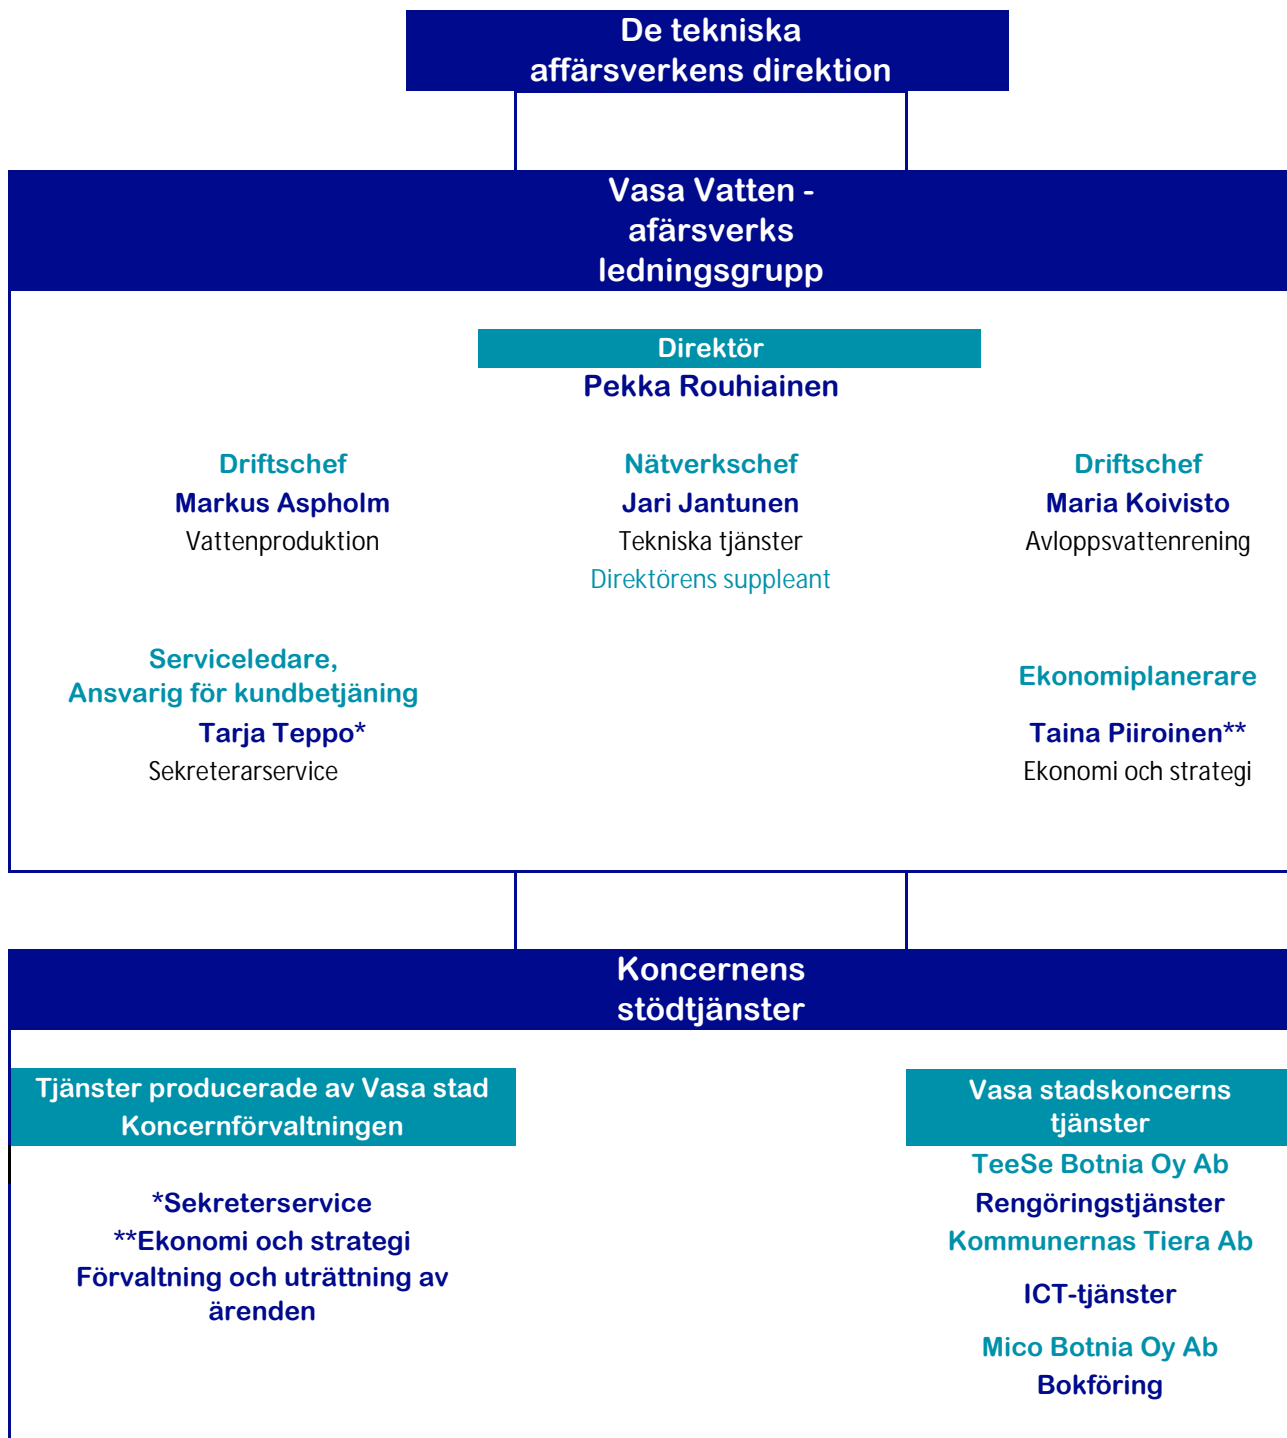 De tekniska
affärsverkens direktion
Vasa Vatten -
afärsverks
ledningsgrupp
Direktör
Pekka Rouhiainen
Driftschef
Markus Aspholm
Vattenproduktion
Nätverkschef
Jari Jantunen
Tekniska tjänster
Direktörens suppleant
Driftschef
Maria Koivisto
Avloppsvattenrening
Serviceledare,
Ansvarig för kundbetjäning
Tarja Teppo*
Sekreterarservice
Ekonomiplanerare
Taina Piiroinen**
Ekonomi och strategi
Koncernens
stödtjänster
Tjänster producerade av Vasa stad
Koncernförvaltningen
*Sekreterservice
**Ekonomi och strategi
Förvaltning och uträttning av
ärenden
Vasa stadskoncerns
tjänster
TeeSe Botnia Oy Ab
Rengöringstjänster
Kommunernas Tiera Ab
ICT-tjänster
Mico Botnia Oy Ab
Bokföring